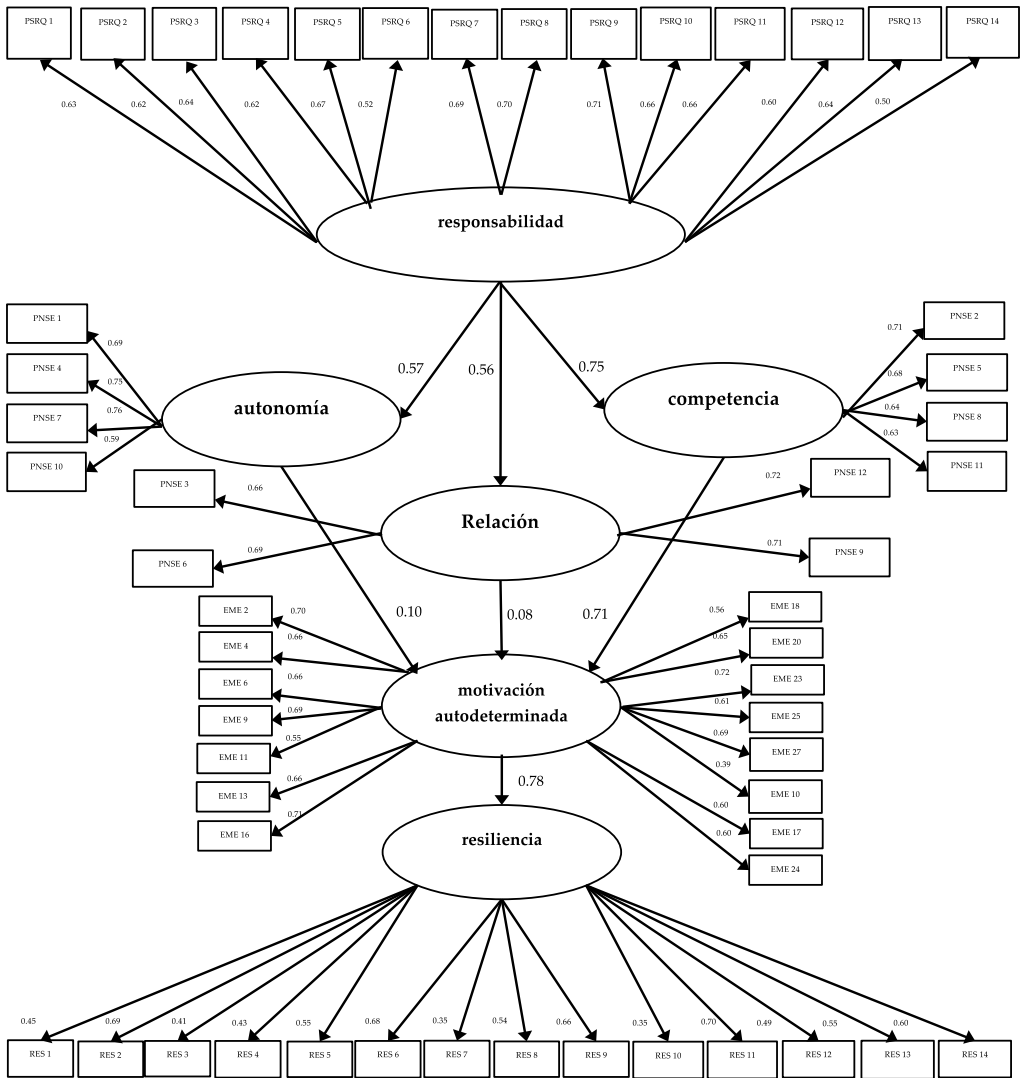 PSRQ 1
PSRQ 2
PSRQ 3
PSRQ 4
PSRQ 5
PSRQ 6
PSRQ 7
PSRQ 8
PSRQ 9
PSRQ 10
PSRQ 11
PSRQ 12
PSRQ 13
PSRQ 14
0.63
0.62
0.64
0.62
0.67
0.52
0.69
0.70
0.71
0.66
0.66
0.60
0.64
0.50
responsabilidad
0.57
0.56
0.75
PNSE 1
PNSE 4
PNSE 7
PNSE 10
0.69
0.75
0.76
0.59
autonomía
competencia
0.71
0.68
0.64
0.63
PNSE 2
PNSE 5
PNSE 8
PNSE 11
PNSE 3
PNSE 6
0.66
0.69
Relación
0.72
0.71
PNSE 12
PNSE 9
0.10
0.08
0.71
EME 2
EME 4
EME 6
EME 9
EME 11
EME 13
EME 16
0.70
0.66
0.66
0.69
0.55
0.66
0.71
motivación
autodeterminada
0.56
0.65
0.72
0.61
0.69
0.39
0.60
0.60
EME 18
EME 20
EME 23
EME 25
EME 27
EME 10
EME 17
EME 24
0.78
resiliencia
0.45
0.69
0.41
0.43
0.55
0.68
0.35
0.54
0.66
0.35
0.70
0.49
0.55
0.60
RES 1
RES 2
RES 3
RES 4
RES 5
RES 6
RES 7
RES 8
RES 9
RES 10
RES 11
RES 12
RES 13
RES 14